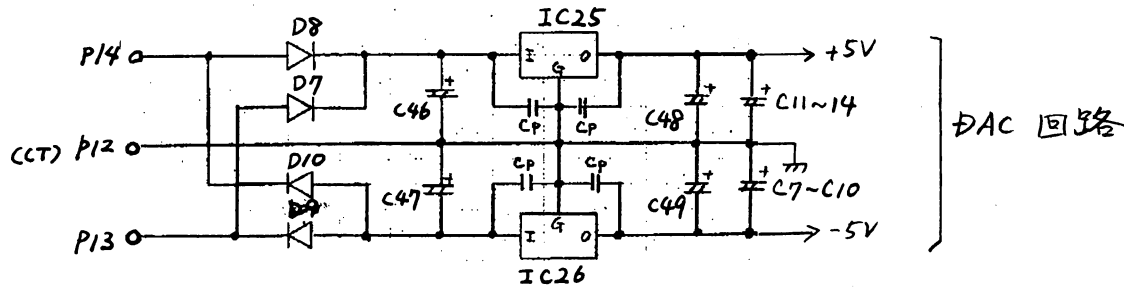 IC25
D8
P14
I
O
+5V
G
D7
C46
CP
CP
C48
C11~14
DAC 回路
(CT) P12
D10
CP
CP
C47
C49
C7~C10
D9
P13
G
I
O
-5V
IC26